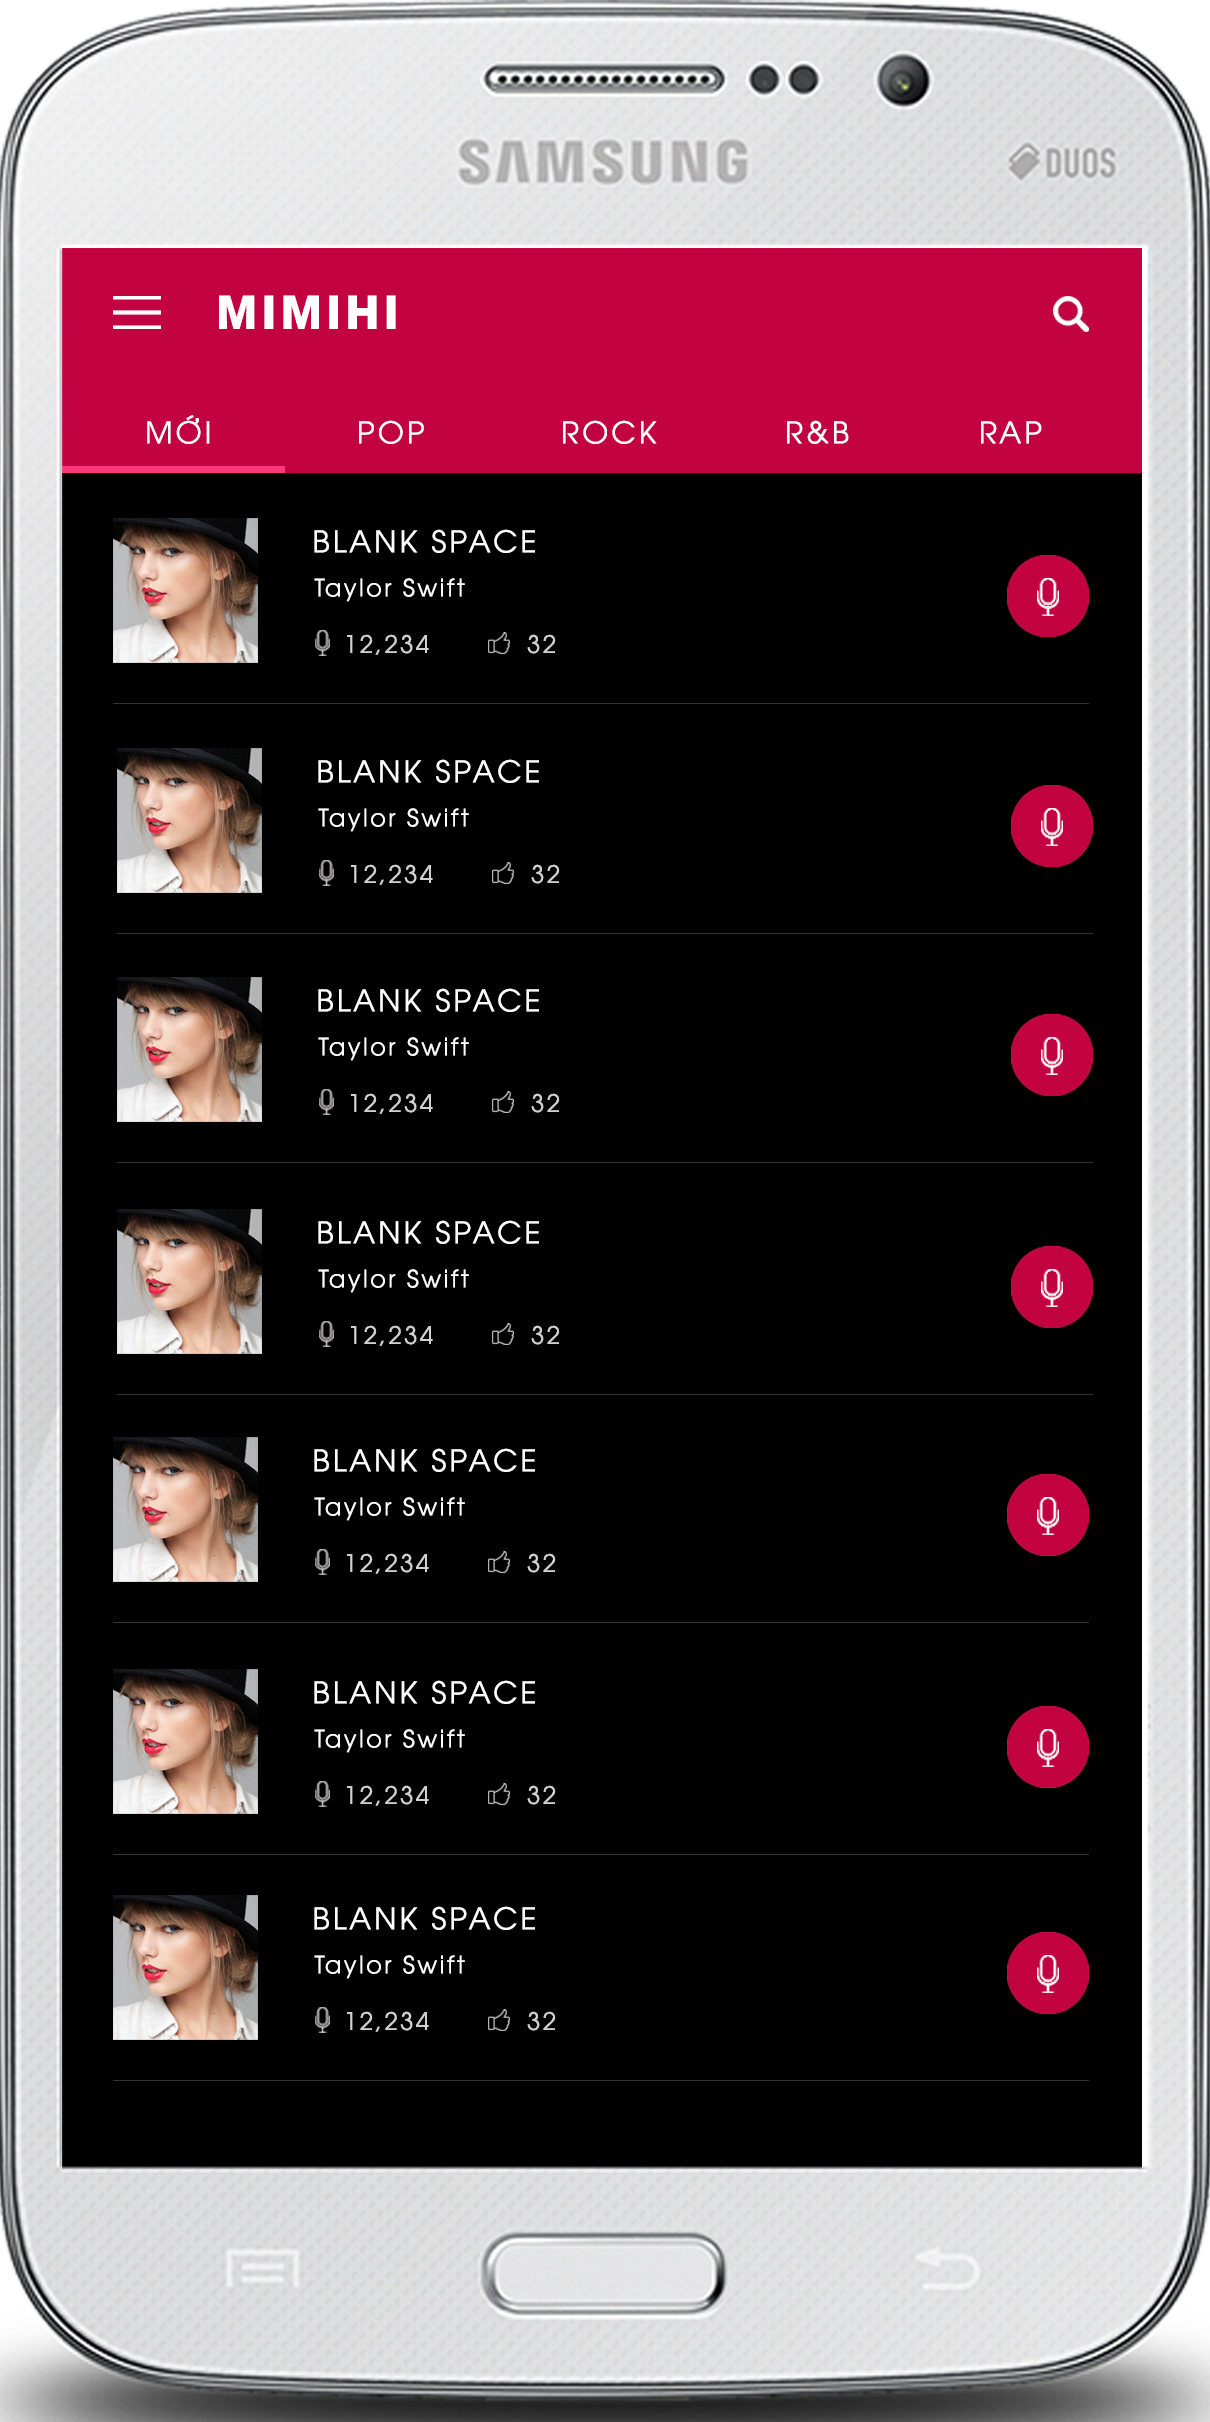 SAMSUNG
DUOS
MIMIHI
MỚI POP ROCK R&B RAP
BLANK SPACE
Taylor Swift
12,234 32
BLANK SPACE
Taylor Swift
12,234 32
BLANK SPACE
Taylor Swift
12,234 32
BLANK SPACE
Taylor Swift
12,234 32
BLANK SPACE
Taylor Swift
12,234 32
BLANK SPACE
Taylor Swift
12,234 32
BLANK SPACE
Taylor Swift
12,234 32